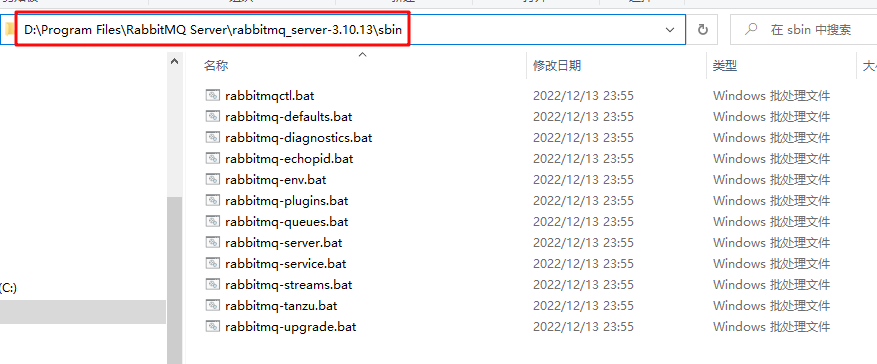 D:\Program Files\RabbitMQ Server\rabbitmq_server-3.10.13\sbin
在 sbin 中搜索
名称 修改日期 类型
rabbitmqctl.bat 2022/12/13 23:55 Windows 批处理文件
rabbitmq-defaults.bat 2022/12/13 23:55 Windows 批处理文件
rabbitmq-diagnostics.bat 2022/12/13 23:55 Windows 批处理文件
rabbitmq-echopid.bat 2022/12/13 23:55 Windows 批处理文件
rabbitmq-env.bat 2022/12/13 23:55 Windows 批处理文件
rabbitmq-plugins.bat 2022/12/13 23:55 Windows 批处理文件
rabbitmq-queues.bat 2022/12/13 23:55 Windows 批处理文件
rabbitmq-server.bat 2022/12/13 23:55 Windows 批处理文件
rabbitmq-service.bat 2022/12/13 23:55 Windows 批处理文件
(C:)
rabbitmq-streams.bat 2022/12/13 23:55 Windows 批处理文件
rabbitmq-tanzu.bat 2022/12/13 23:55 Windows 批处理文件
rabbitmq-upgrade.bat 2022/12/13 23:55 Windows 批处理文件